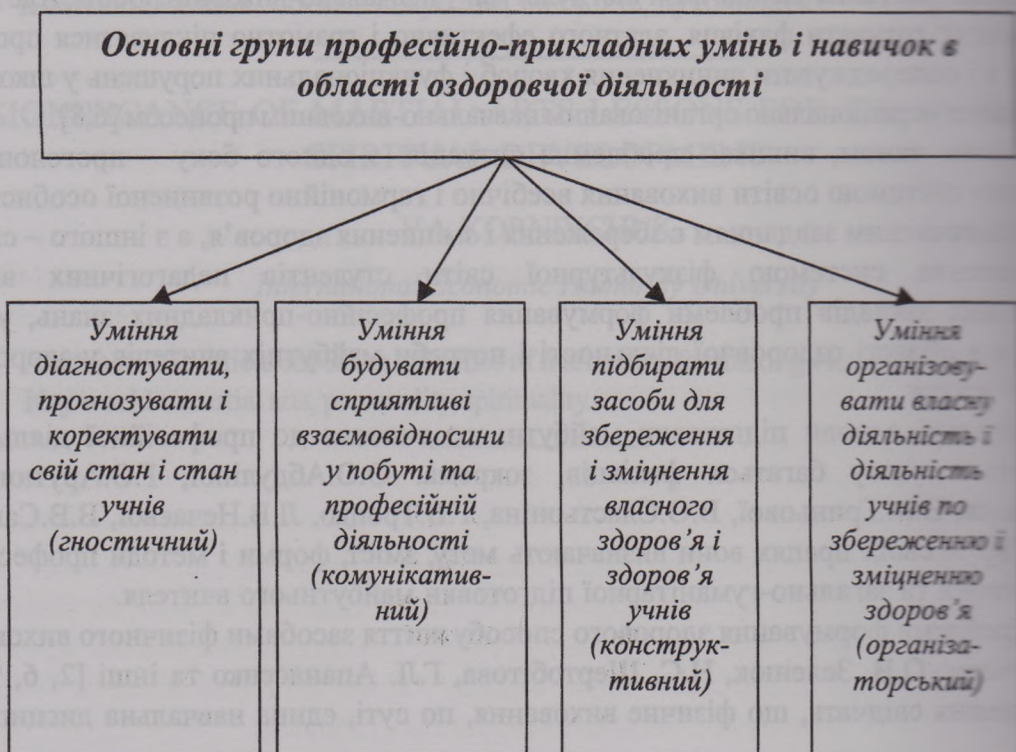 Основні групи професійно-прикладних умінь і навичок в
області оздоровчої діяльності
Уміння
діагностувати,
прогнозувати і
коректувати
свій стан і стан
учнів
(гностичний)
Уміння
будувати
сприятливі
взаємовідносини
у побуті та
професійній
діяльності
(комунікатив-
ний)
Уміння
підбирати
засоби для
збереження
і зміцнення
власного
здоров'я і
здоров'я
учнів
(конструк-
тивний)
Уміння
організову-
вати власну
діяльність і
діяльність
учнів по
збереженню і
зміцненню
здоров'я
(організа-
торський)